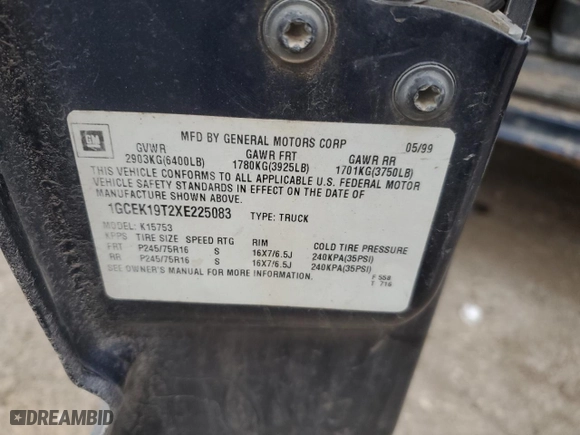 GM
MFD BY GENERAL MOTORS CORP 05/99
GVWR GAWR FRT GAWR RR
2903KG(6400LB) 1780KG(3925LB) 1701KG(3750LB)
THIS VEHICLE CONFORMS TO ALL APPLICABLE U.S. FEDERAL MOTOR
VEHICLE SAFETY STANDARDS IN EFFECT ON THE DATE OF
MANUFACTURE SHOWN ABOVE.
1GCEK19T2XE225083 TYPE: TRUCK
MODEL: K15753
TIRE SIZE SPEED RTG RIM COLD TIRE PRESSURE
FRT P245/75R16 S 16X7/6.5J 240KPA(35PSI)
RR P245/75R16 S 16X7/6.5J 240KPA(35PSI)
SEE OWNER'S MANUAL FOR MORE INFORMATION.
T 716
DREAMBID